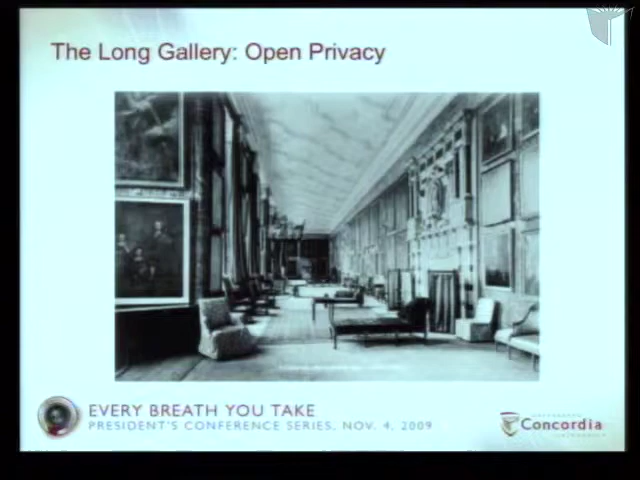 The Long Gallery: Open Privacy
EVERY BREATH YOU TAKE
PRESIDENT'S CONFERENCE SERIES, NOV. 4, 2009
Concordia